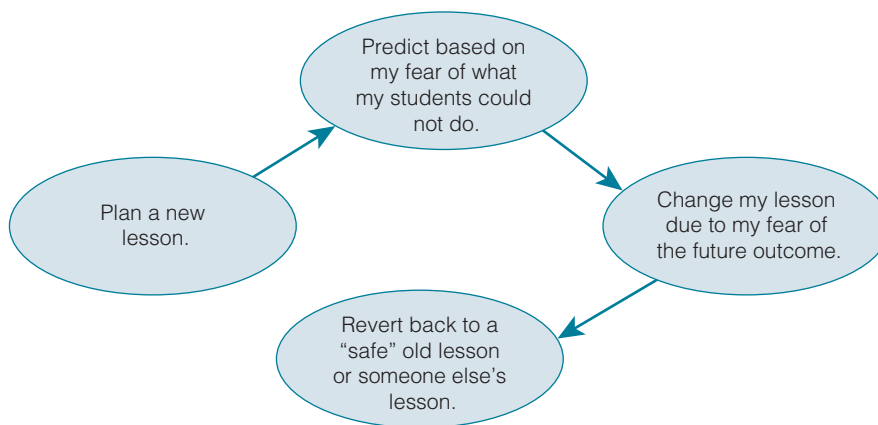 Predict based on
my fear of what
my students could
not do.
Plan a new
lesson.
Change my lesson
due to my fear of
the future outcome.
Revert back to a
“safe” old lesson
or someone else’s
lesson.